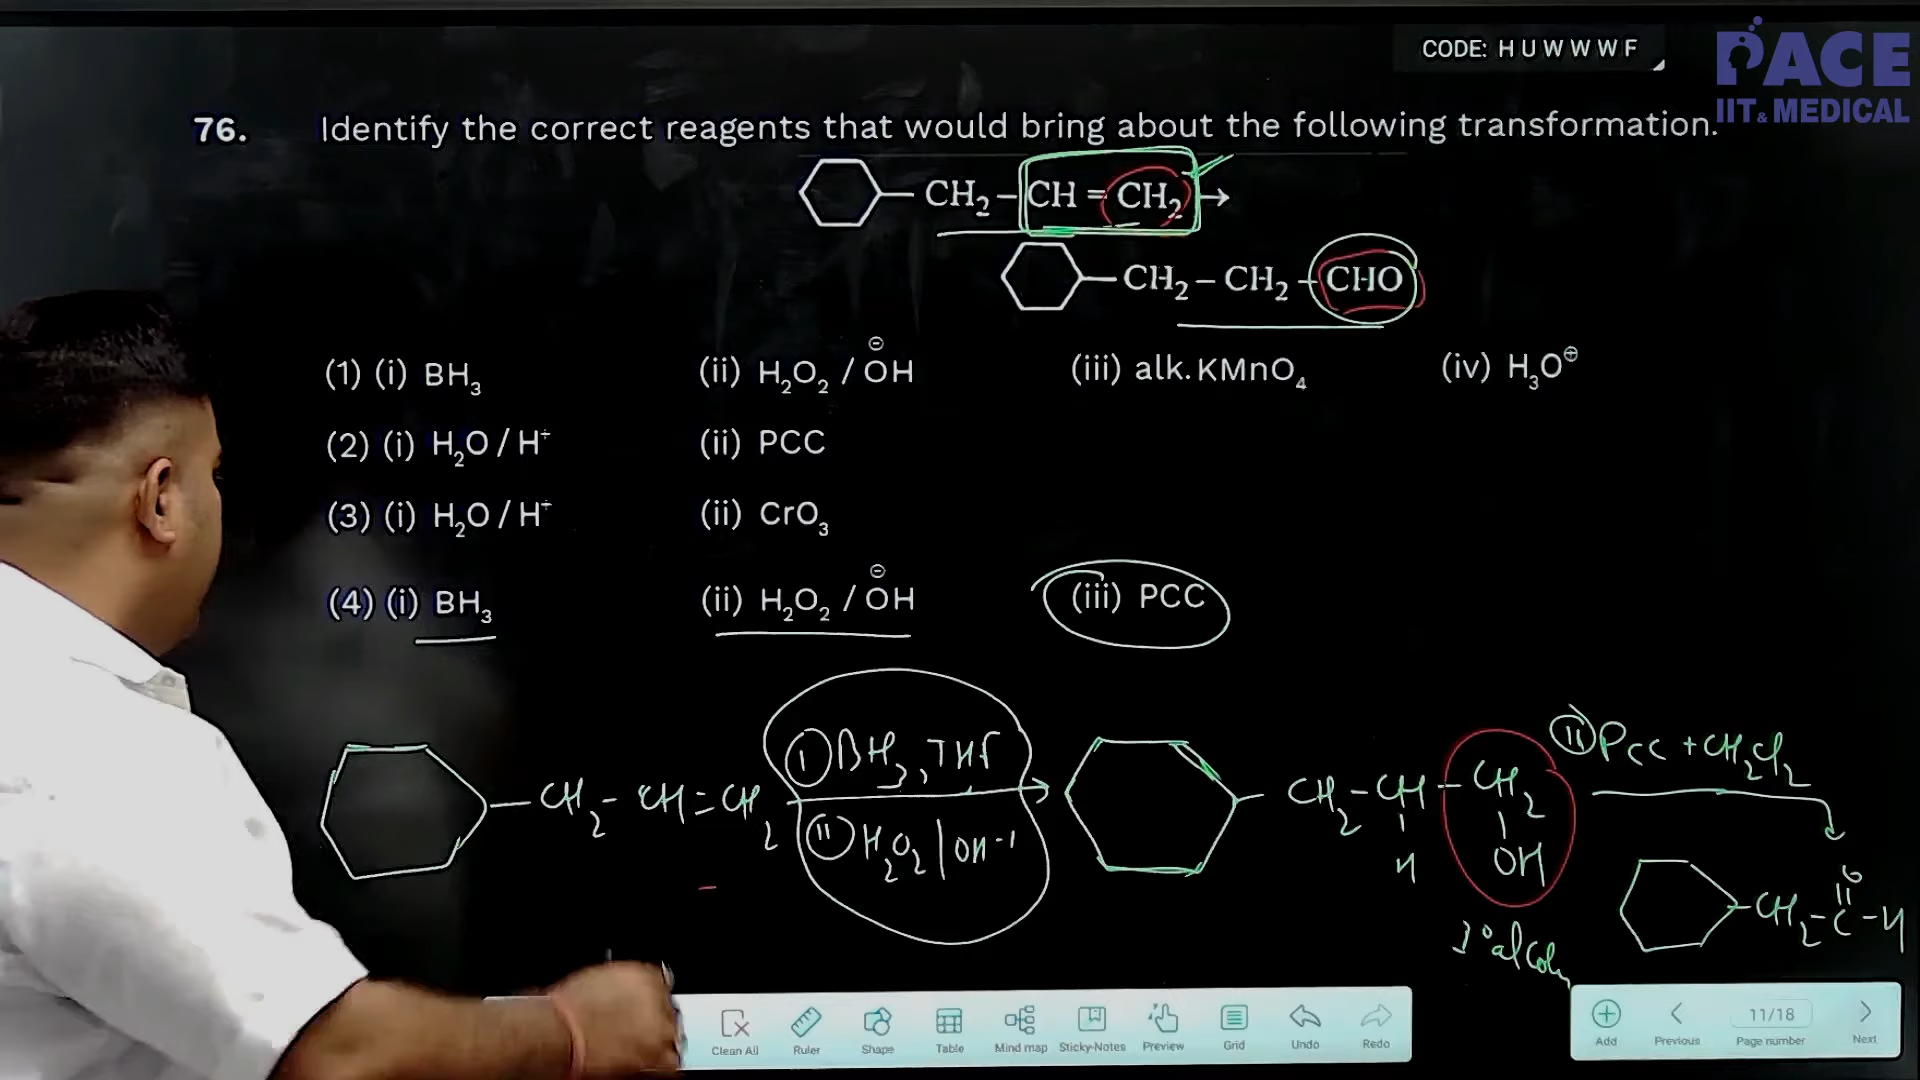 CODE: H U W W W F
PACE
IIT & MEDICAL
76. Identify the correct reagents that would bring about the following transformation.
CH₂ – CH = CH₂ →
CH₂ – CH₂ – CHO
(1) (i) BH₃ (ii) H₂O₂ / OH⊖ (iii) alk. KMnO₄ (iv) H₃O⊕
(2) (i) H₂O / H⁺ (ii) PCC
(3) (i) H₂O / H⁺ (ii) CrO₃
(4) (i) BH₃ (ii) H₂O₂ / OH⊖ (iii) PCC
CH₂ – CH = CH₂ (I) BH₃, THF
(II) H₂O₂ | OH⁻¹
CH₂ – CH – CH₂
H OH
1° alcoh
(II) PCC + CH₂Cl₂
O
CH₂ – C – H
Clean All Ruler Shape Table Mind map Sticky-Notes Preview Grid Undo Redo
Add Previous 11/18 Page number Next